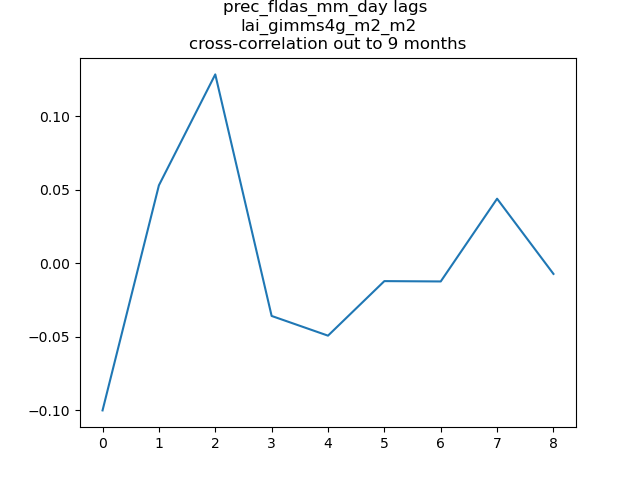 prec_fldas_mm_day lags
lai_gimms4g_m2_m2
cross-correlation out to 9 months
0.10
0.05
0.00
−0.05
−0.10
0 1 2 3 4 5 6 7 8